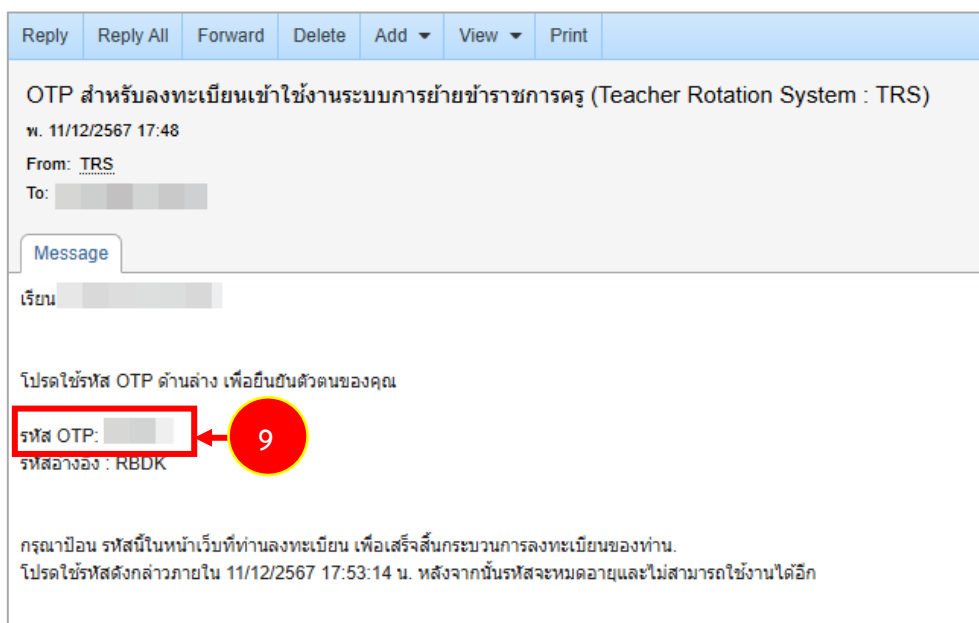 Reply Reply All Forward Delete Add View Print
OTP สำหรับลงทะเบียนเข้าใช้งานระบบการย้ายข้าราชการครู (Teacher Rotation System : TRS)
พ. 11/12/2567 17:48
From: TRS
To:
Message
เรียน
โปรดใช้รหัส OTP ด้านล่าง เพื่อยืนยันตัวตนของคุณ
รหัส OTP:
9
รหัสอ้างอิง : RBDK
กรุณาป้อน รหัสนี้ในหน้าเว็บที่ท่านลงทะเบียน เพื่อเสร็จสิ้นกระบวนการลงทะเบียนของท่าน.
โปรดใช้รหัสดังกล่าวภายใน 11/12/2567 17:53:14 น. หลังจากนั้นรหัสจะหมดอายุและไม่สามารถใช้งานได้อีก